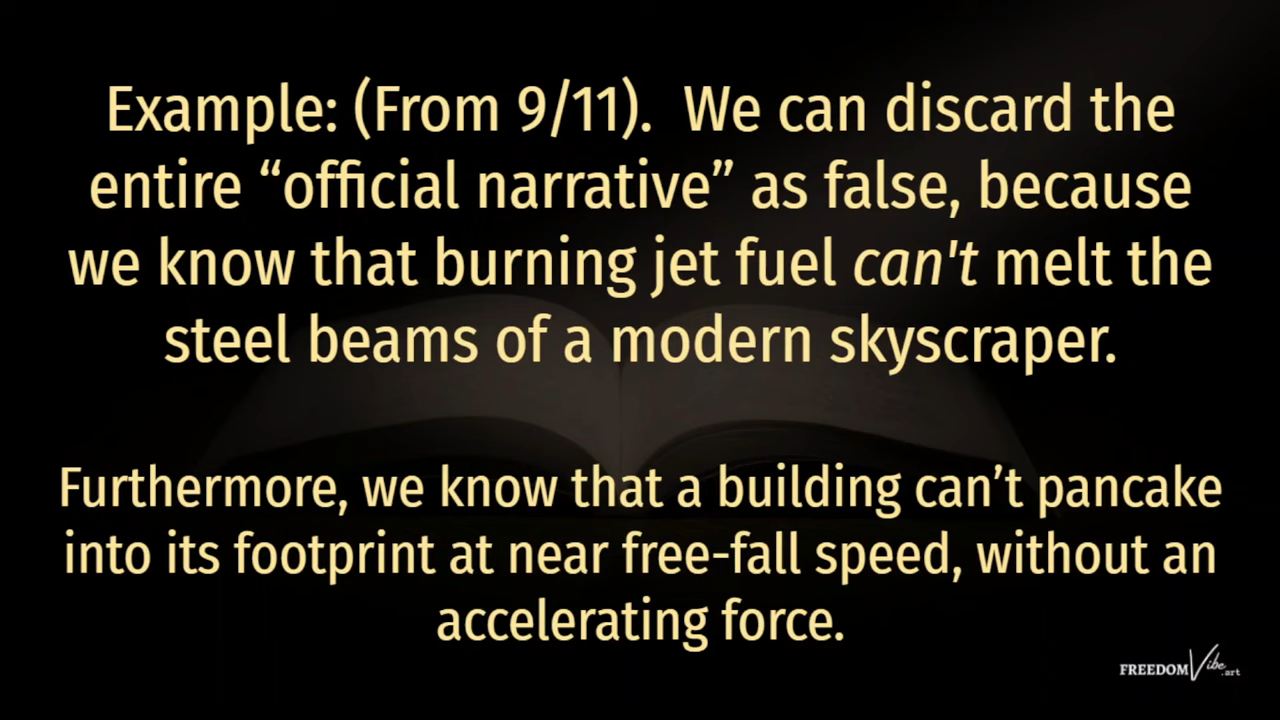 Example: (From 9/11).  We can discard the
entire “official narrative” as false, because
we know that burning jet fuel can't melt the
steel beams of a modern skyscraper.
Furthermore, we know that a building can’t pancake
into its footprint at near free-fall speed, without an
accelerating force.
FREEDOMVibe.art